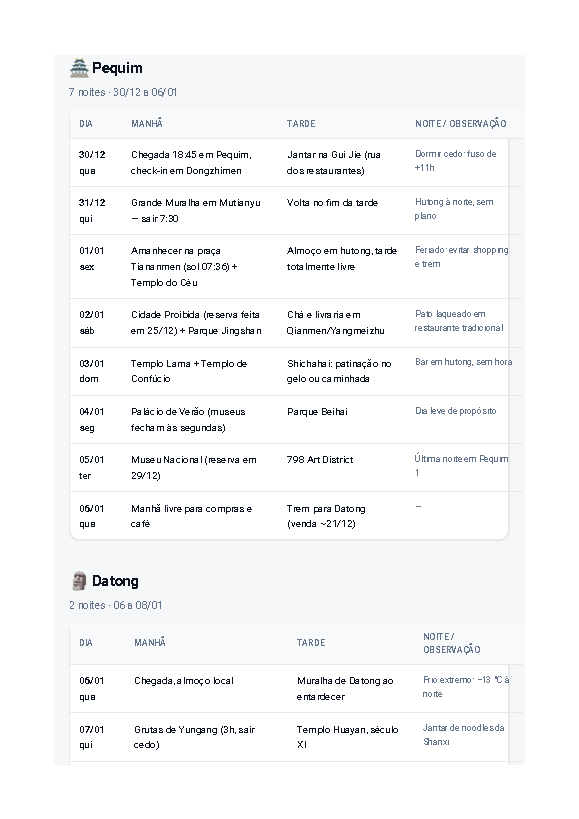 Pequim
7 noites · 30/12 a 06/01
DIA MANHÃ TARDE NOITE / OBSERVAÇÃO
30/12 Chegada 18:45 em Pequim, Jantar na Gui Jie (rua Dormir cedo: fuso de
qua check-in em Dongzhimen dos restaurantes) +11h
31/12 Grande Muralha em Mutianyu Volta no fim da tarde Hutong à noite, sem
qui — sair 7:30 plano
01/01 Amanhecer na praça Almoço em hutong, tarde Feriado: evitar shopping
sex Tiananmen (sol 07:36) + totalmente livre e trem
Templo do Céu
02/01 Cidade Proibida (reserva feita Chá e livraria em Pato laqueado em
sáb em 25/12) + Parque Jingshan Qianmen/Yangmeizhu restaurante tradicional
03/01 Templo Lama + Templo de Shichahai: patinação no Bar em hutong, sem hora
dom Confúcio gelo ou caminhada
04/01 Palácio de Verão (museus Parque Beihai Dia leve de propósito
seg fecham às segundas)
05/01 Museu Nacional (reserva em 798 Art District Última noite em Pequim
ter 29/12) 1
06/01 Manhã livre para compras e Trem para Datong —
qua café (venda ~21/12)
Datong
2 noites · 06 a 08/01
DIA MANHÃ TARDE NOITE /
OBSERVAÇÃO
06/01 Chegada, almoço local Muralha de Datong ao Frio extremo: −13 °C à
qua entardecer noite
07/01 Grutas de Yungang (3h, sair Templo Huayan, século Jantar de noodles da
qui cedo) XI Shanxi